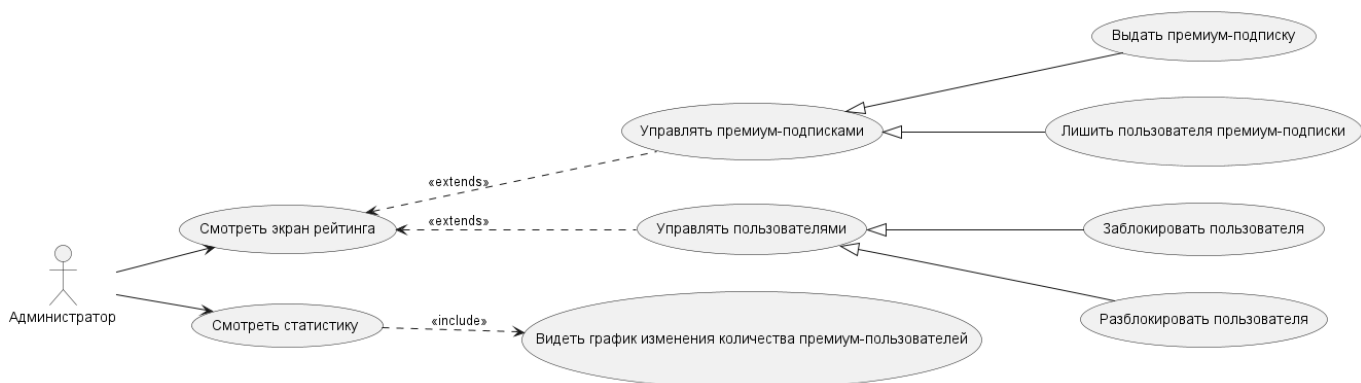 Выдать премиум-подписку
Управлять премиум-подписками
Лишить пользователя премиум-подписки
«extends»
Смотреть экран рейтинга
«extends»
Управлять пользователями
Заблокировать пользователя
Администратор
Смотреть статистику
«include»
Видеть график изменения количества премиум-пользователей
Разблокировать пользователя